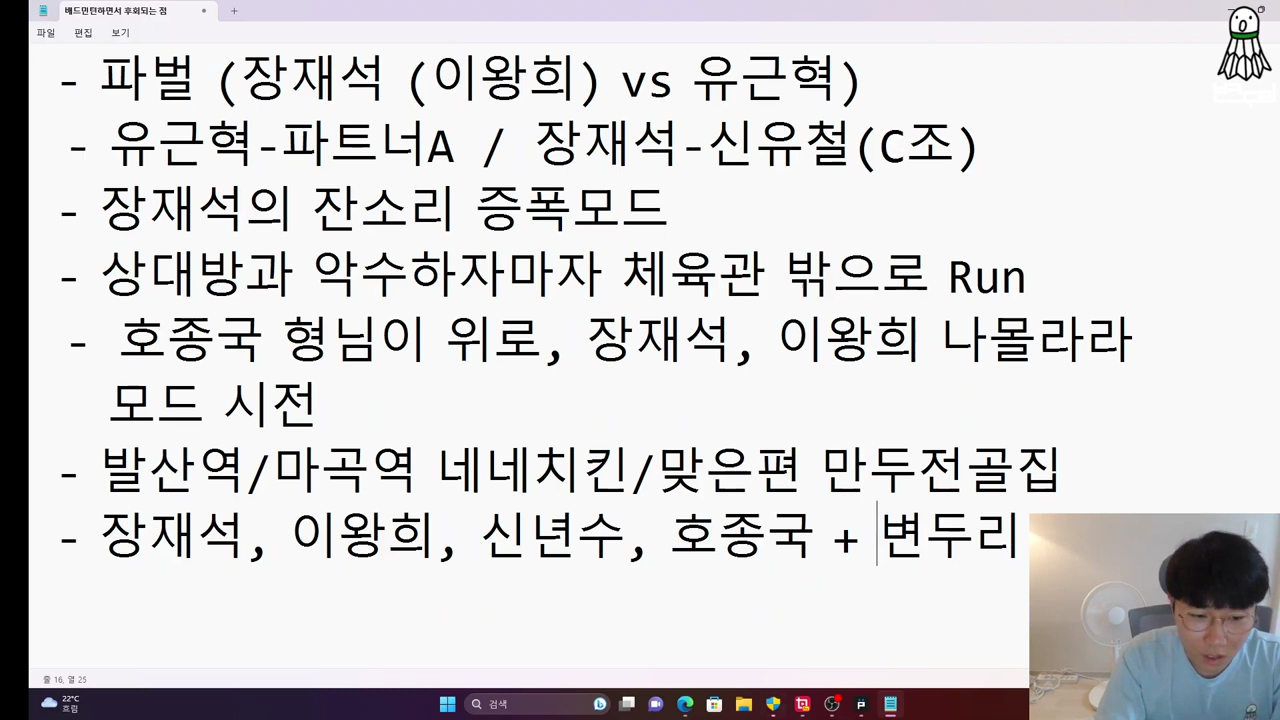 배드민턴하면서 후회되는 점
파일 편집 보기
- 파벌 (장재석 (이왕희) vs 유근혁)
- 유근혁-파트너A / 장재석-신유철(C조)
- 장재석의 잔소리 증폭모드
- 상대방과 악수하자마자 체육관 밖으로 Run
- 호종국 형님이 위로, 장재석, 이왕희 나몰라라
모드 시전
- 발산역/마곡역 네네치킨/맞은편 만두전골집
- 장재석, 이왕희, 신년수, 호종국 + 변두리
줄 16, 열 25
22°C
흐림
검색